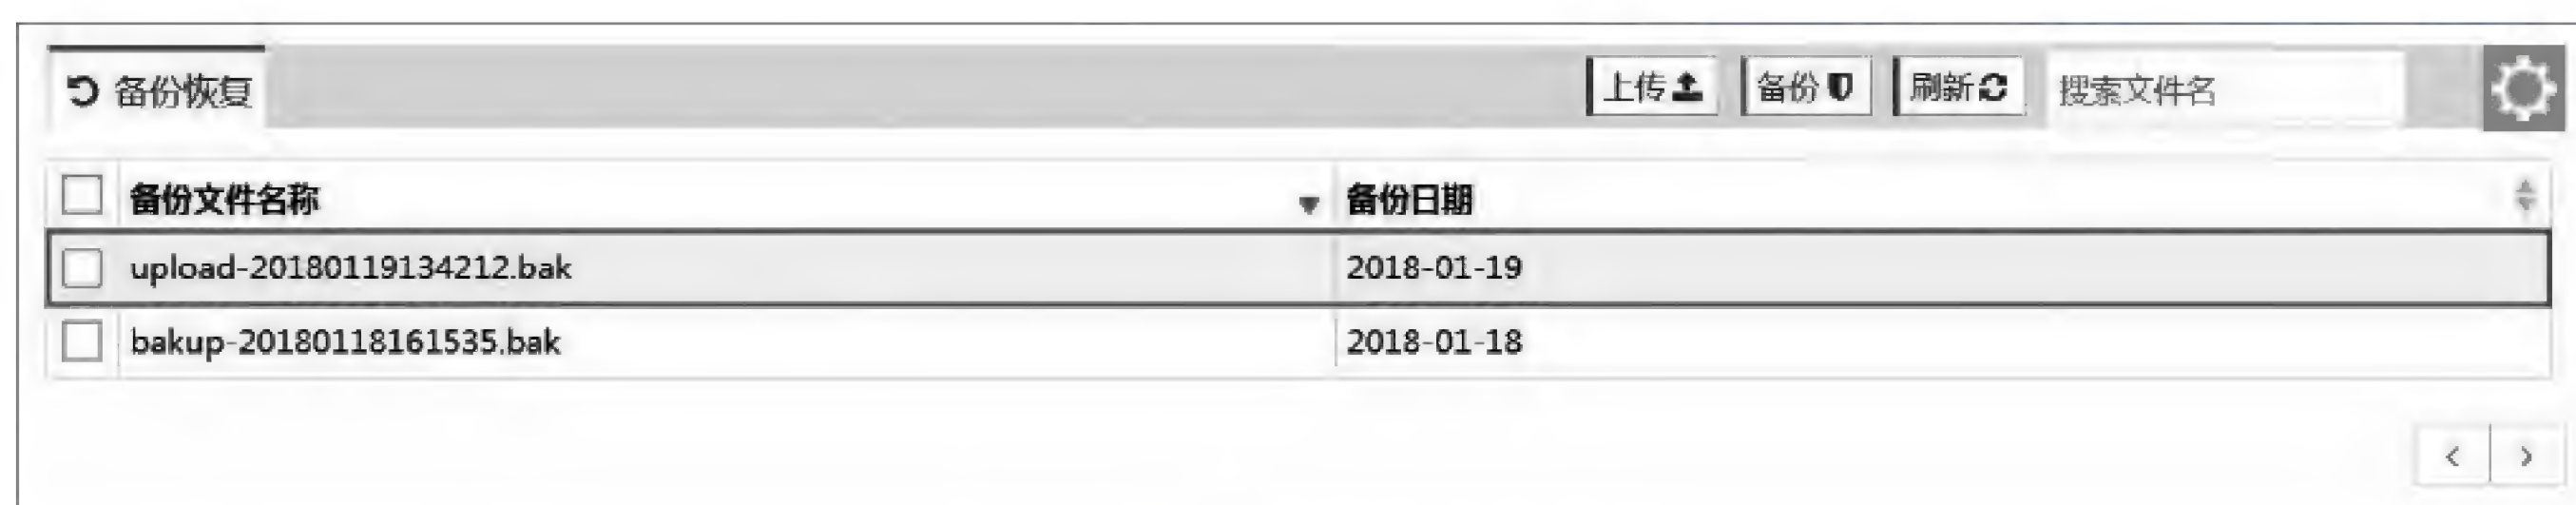 备份恢复 上传 备份 刷新 搜索文件名
备份文件名称 备份日期
upload-20180119134212.bak 2018-01-19
bakup-20180118161535.bak 2018-01-18